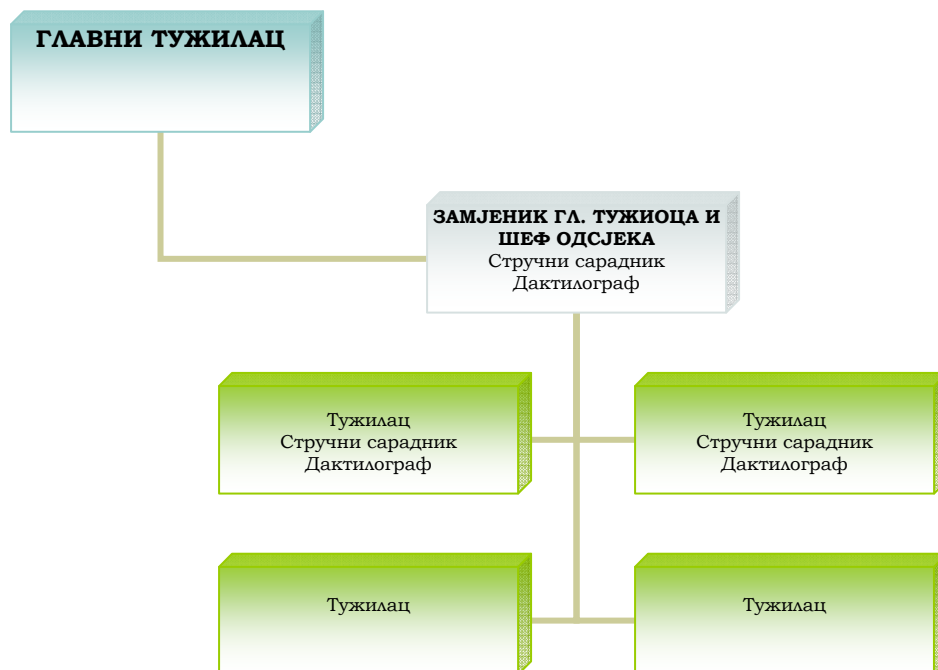 ГЛАВНИ ТУЖИЛАЦ
ЗАМЈЕНИК ГЛ. ТУЖИОЦА И
ШЕФ ОДСЈЕКА
Стручни сарадник
Дактилограф
Тужилац
Стручни сарадник
Дактилограф
Тужилац
Стручни сарадник
Дактилограф
Тужилац
Тужилац